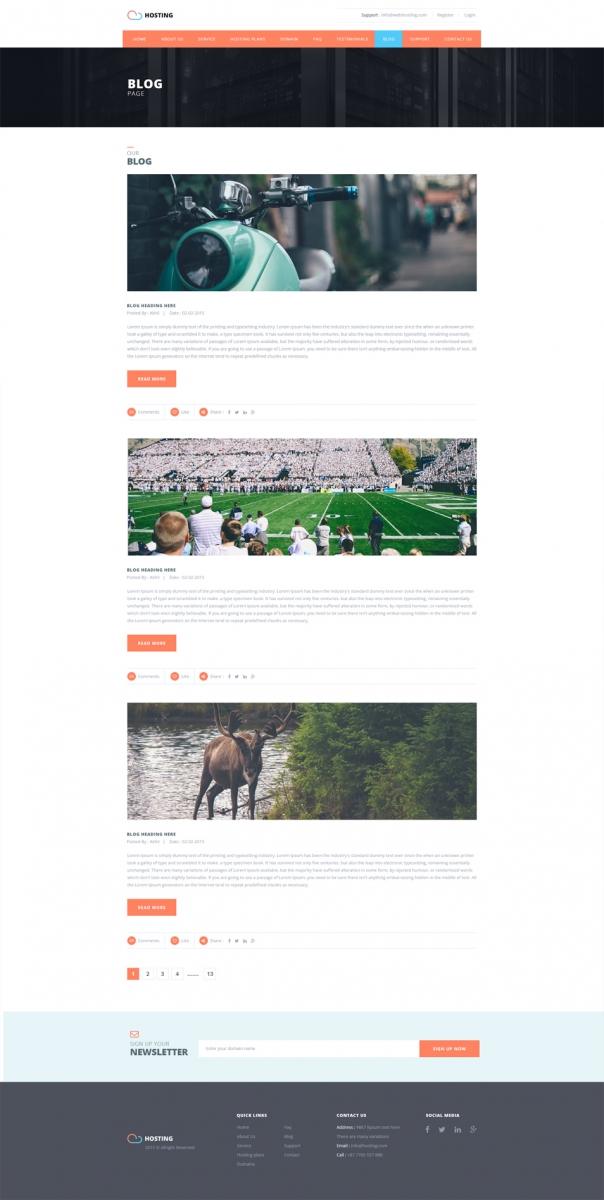 HOSTING
Support : info@webhosting.com Register Login
HOME ABOUT US SERVICE HOSTING PLANS DOMAIN FAQ TESTIMONIALS BLOG SUPPORT CONTACT US
BLOG
PAGE
OUR
BLOG
BLOG HEADING HERE
Posted By : Akhil | Date : 02-02-2015
Lorem Ipsum is simply dummy text of the printing and typesetting industry. Lorem Ipsum has been the industry's standard dummy text ever since the when an unknown printer
took a galley of type and scrambled it to make. a type specimen book. It has survived not only five centuries, but also the leap into electronic typesetting, remaining essentially
unchanged. There are many variations of passages of Lorem Ipsum available, but the majority have suffered alteration in some form, by injected humour, or randomised words
which don't look even slightly believable. If you are going to use a passage of Lorem Ipsum, you need to be sure there isn't anything embarrassing hidden in the middle of text. All
the Lorem Ipsum generators on the Internet tend to repeat predefined chunks as necessary.
READ MORE
Comments Like Share : f in
10
BLOG HEADING HERE
Posted By : Akhil | Date : 02-02-2015
Lorem Ipsum is simply dummy text of the printing and typesetting industry. Lorem Ipsum has been the industry's standard dummy text ever since the when an unknown printer
took a galley of type and scrambled it to make. a type specimen book. It has survived not only five centuries, but also the leap into electronic typesetting, remaining essentially
unchanged. There are many variations of passages of Lorem Ipsum available, but the majority have suffered alteration in some form, by injected humour, or randomised words
which don't look even slightly believable. If you are going to use a passage of Lorem Ipsum, you need to be sure there isn't anything embarrassing hidden in the middle of text. All
the Lorem Ipsum generators on the Internet tend to repeat predefined chunks as necessary.
READ MORE
Comments Like Share : f in
BLOG HEADING HERE
Posted By : Akhil | Date : 02-02-2015
Lorem Ipsum is simply dummy text of the printing and typesetting industry. Lorem Ipsum has been the industry's standard dummy text ever since the when an unknown printer
took a galley of type and scrambled it to make. a type specimen book. It has survived not only five centuries, but also the leap into electronic typesetting, remaining essentially
unchanged. There are many variations of passages of Lorem Ipsum available, but the majority have suffered alteration in some form, by injected humour, or randomised words
which don't look even slightly believable. If you are going to use a passage of Lorem Ipsum, you need to be sure there isn't anything embarrassing hidden in the middle of text. All
the Lorem Ipsum generators on the Internet tend to repeat predefined chunks as necessary.
READ MORE
Comments Like Share : f in
1 2 3 4 ....... 13
SIGN UP YOUR
NEWSLETTER
Enter your domain name
SIGN UP NOW
HOSTING
2015 © All right Reserved
QUICK LINKS
Home Faq
About Us Blog
Service Support
Hosting plans Contact
Domains
CONTACT US
Address : No87 lipsum text here
There are many variations
Email : info@hosting.com
Call : +87 7765 557 886
SOCIAL MEDIA
f in g+